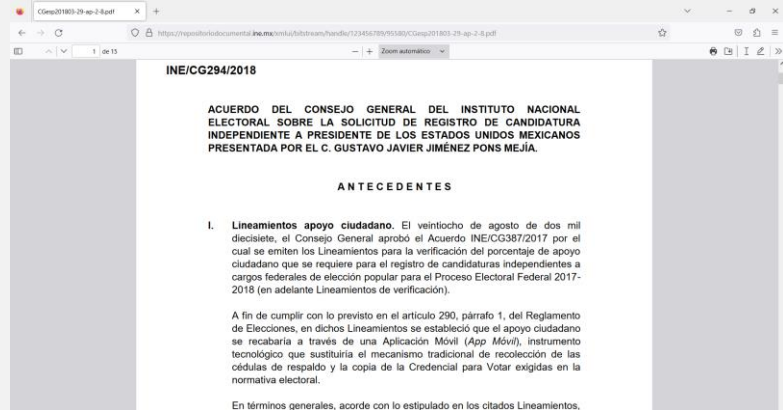 CGesp201803-29-ap-2-8.pdf
https://repositoriodocumental.ine.mx/xmlui/bitstream/handle/123456789/95580/CGesp201803-29-ap-2-8.pdf
1 de 15
Zoom automático
INE/CG294/2018
ACUERDO DEL CONSEJO GENERAL DEL INSTITUTO NACIONAL
ELECTORAL SOBRE LA SOLICITUD DE REGISTRO DE CANDIDATURA
INDEPENDIENTE A PRESIDENTE DE LOS ESTADOS UNIDOS MEXICANOS
PRESENTADA POR EL C. GUSTAVO JAVIER JIMÉNEZ PONS MEJÍA.
A N T E C E D E N T E S
I. Lineamientos apoyo ciudadano. El veintiocho de agosto de dos mil
diecisiete, el Consejo General aprobó el Acuerdo INE/CG387/2017 por el
cual se emiten los Lineamientos para la verificación del porcentaje de apoyo
ciudadano que se requiere para el registro de candidaturas independientes a
cargos federales de elección popular para el Proceso Electoral Federal 2017-
2018 (en adelante Lineamientos de verificación).
A fin de cumplir con lo previsto en el artículo 290, párrafo 1, del Reglamento
de Elecciones, en dichos Lineamientos se estableció que el apoyo ciudadano
se recabaría a través de una Aplicación Móvil (App Móvil), instrumento
tecnológico que sustituiría el mecanismo tradicional de recolección de las
cédulas de respaldo y la copia de la Credencial para Votar exigidas en la
normativa electoral.
En términos generales, acorde con lo estipulado en los citados Lineamientos,